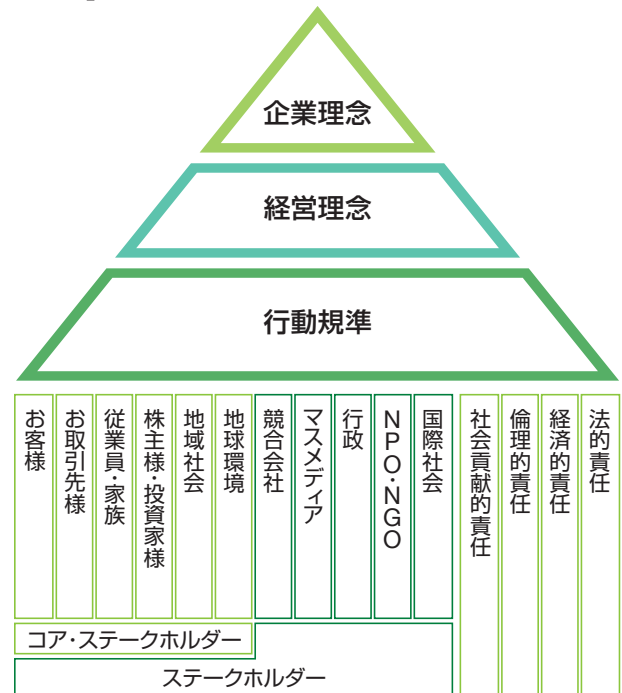 企業理念
経営理念
行動規準
お客様
お取引先様
従業員・家族
株主様・投資家様
地域社会
地球環境
競合会社
マスメディア
行政
NPO・NGO
国際社会
社会貢献的責任
倫理的責任
経済的責任
法的責任
コア・ステークホルダー
ステークホルダー